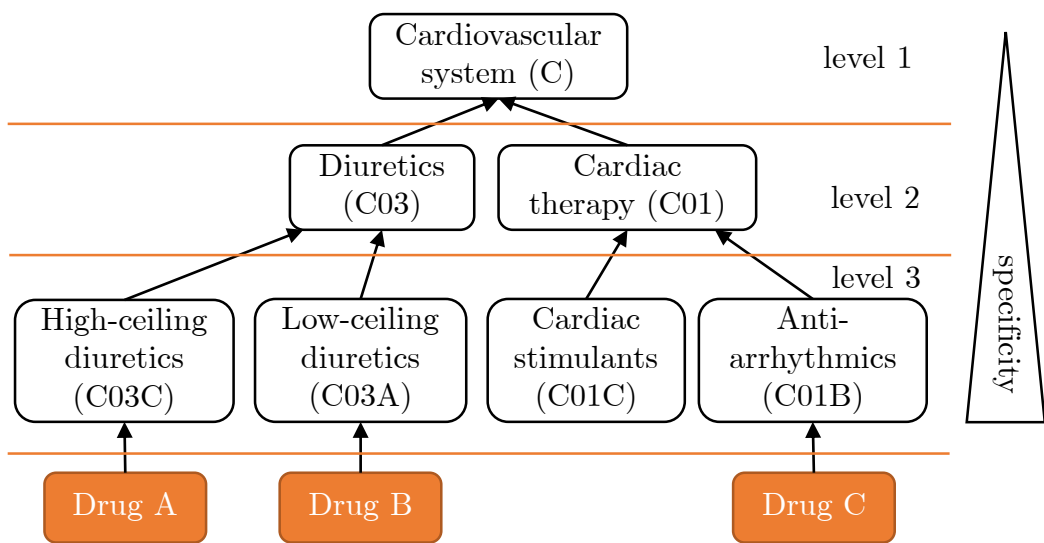 Cardiovascular
system (C)
level 1
Diuretics
(C03)
Cardiac
therapy (C01)
level 2
level 3
High-ceiling
diuretics
(C03C)
Low-ceiling
diuretics
(C03A)
Cardiac
stimulants
(C01C)
Anti-
arrhythmics
(C01B)
specificity
Drug A
Drug B
Drug C